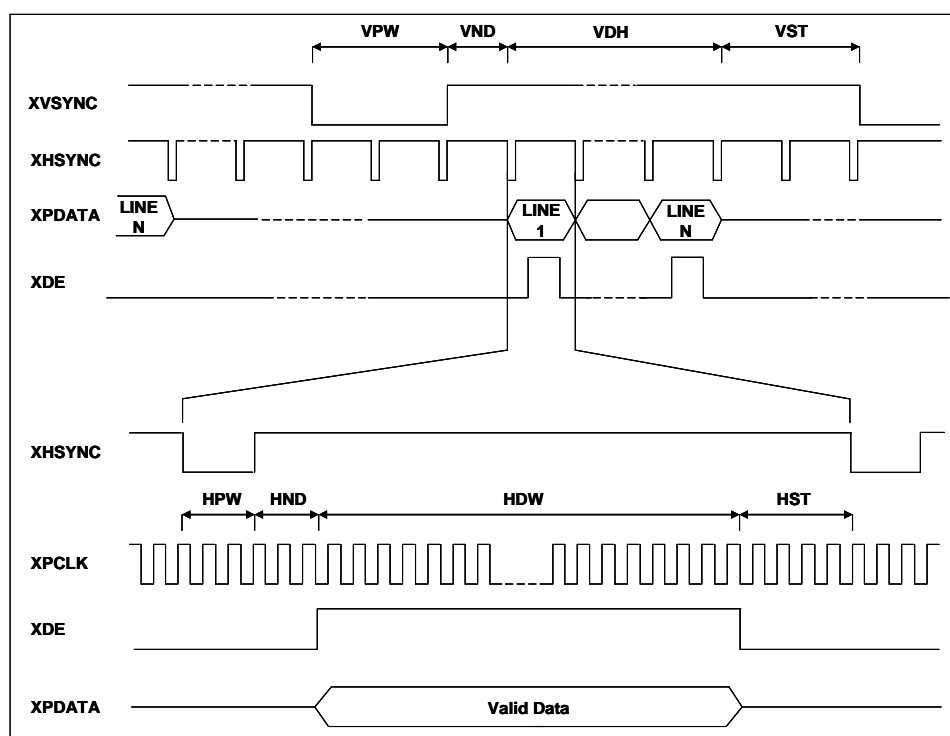 VPW VND VDH VST
XVSYNC
XHSYNC
XPDATA LINE N LINE 1 LINE N
XDE
XHSYNC
HPW HND HDW HST
XPCLK
XDE
XPDATA Valid Data